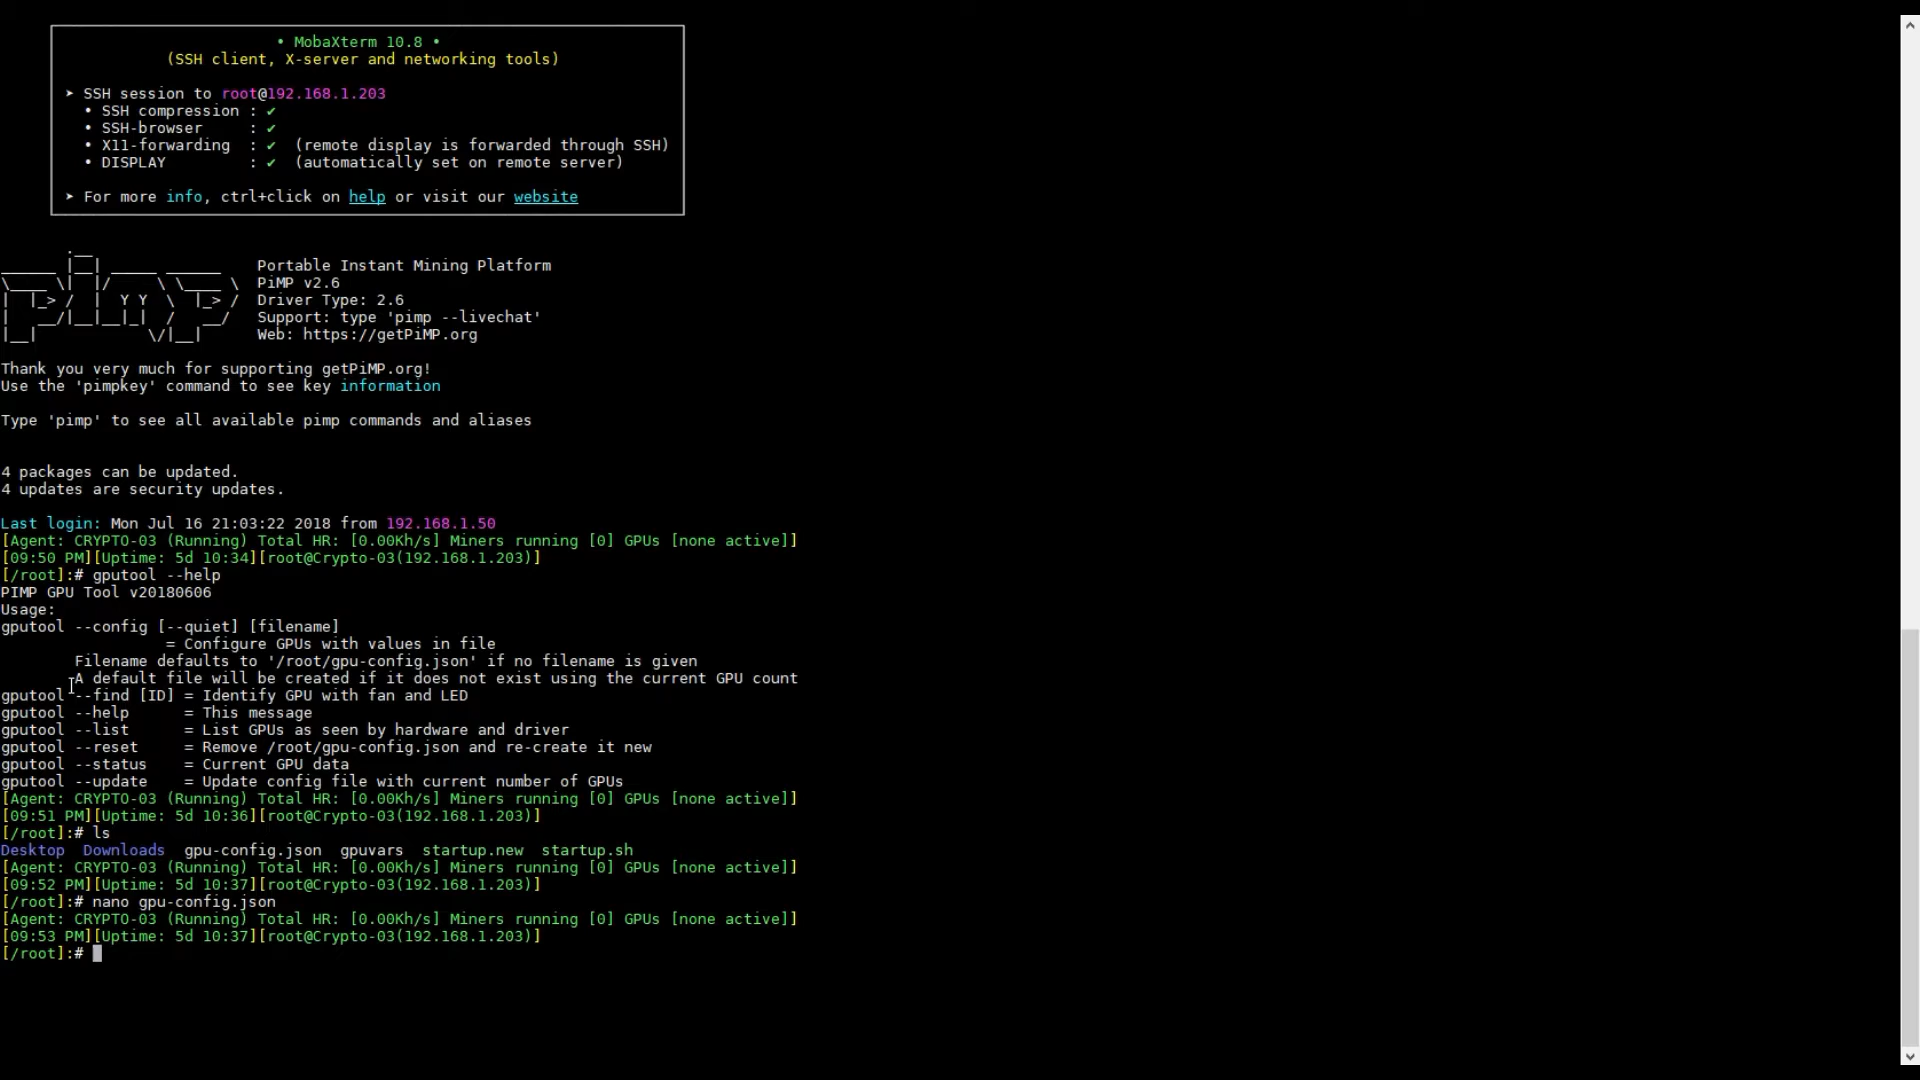 • MobaXterm 10.8 •
(SSH client, X-server and networking tools)
➤ SSH session to root@192.168.1.203
• SSH compression : ✔
• SSH-browser     : ✔
• X11-forwarding  : ✔  (remote display is forwarded through SSH)
• DISPLAY         : ✔  (automatically set on remote server)
➤ For more info, ctrl+click on help or visit our website
Portable Instant Mining Platform
PiMP v2.6
Driver Type: 2.6
Support: type 'pimp --livechat'
Web: https://getPiMP.org
Thank you very much for supporting getPiMP.org!
Use the 'pimpkey' command to see key information
Type 'pimp' to see all available pimp commands and aliases
4 packages can be updated.
4 updates are security updates.
Last login: Mon Jul 16 21:03:22 2018 from 192.168.1.50
[Agent: CRYPTO-03 (Running) Total HR: [0.00Kh/s] Miners running [0] GPUs [none active]]
[09:50 PM][Uptime: 5d 10:34][root@Crypto-03(192.168.1.203)]
[/root]:# gputool --help
PIMP GPU Tool v20180606
Usage:
gputool --config [--quiet] [filename]
= Configure GPUs with values in file
Filename defaults to '/root/gpu-config.json' if no filename is given
A default file will be created if it does not exist using the current GPU count
gputool --find [ID] = Identify GPU with fan and LED
gputool --help      = This message
gputool --list      = List GPUs as seen by hardware and driver
gputool --reset     = Remove /root/gpu-config.json and re-create it new
gputool --status    = Current GPU data
gputool --update    = Update config file with current number of GPUs
[Agent: CRYPTO-03 (Running) Total HR: [0.00Kh/s] Miners running [0] GPUs [none active]]
[09:51 PM][Uptime: 5d 10:36][root@Crypto-03(192.168.1.203)]
[/root]:# ls
Desktop  Downloads  gpu-config.json  gpuvars  startup.new  startup.sh
[Agent: CRYPTO-03 (Running) Total HR: [0.00Kh/s] Miners running [0] GPUs [none active]]
[09:52 PM][Uptime: 5d 10:37][root@Crypto-03(192.168.1.203)]
[/root]:# nano gpu-config.json
[Agent: CRYPTO-03 (Running) Total HR: [0.00Kh/s] Miners running [0] GPUs [none active]]
[09:53 PM][Uptime: 5d 10:37][root@Crypto-03(192.168.1.203)]
[/root]:#